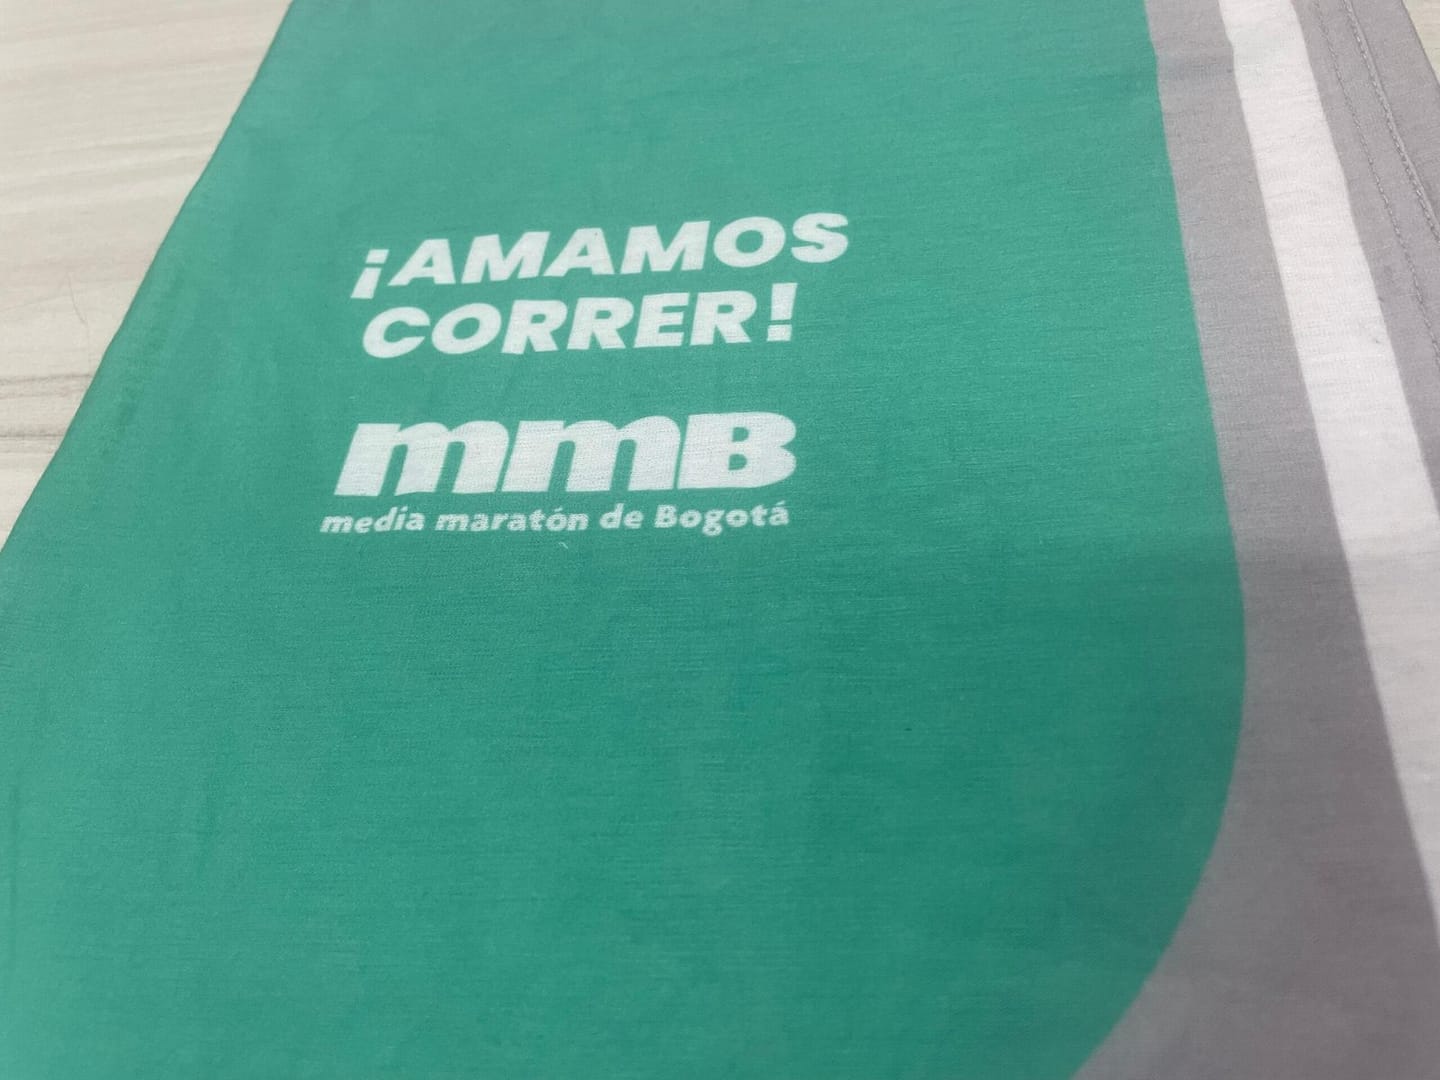 ¡AMAMOS
CORRER!
mmB
media maratón de Bogotá